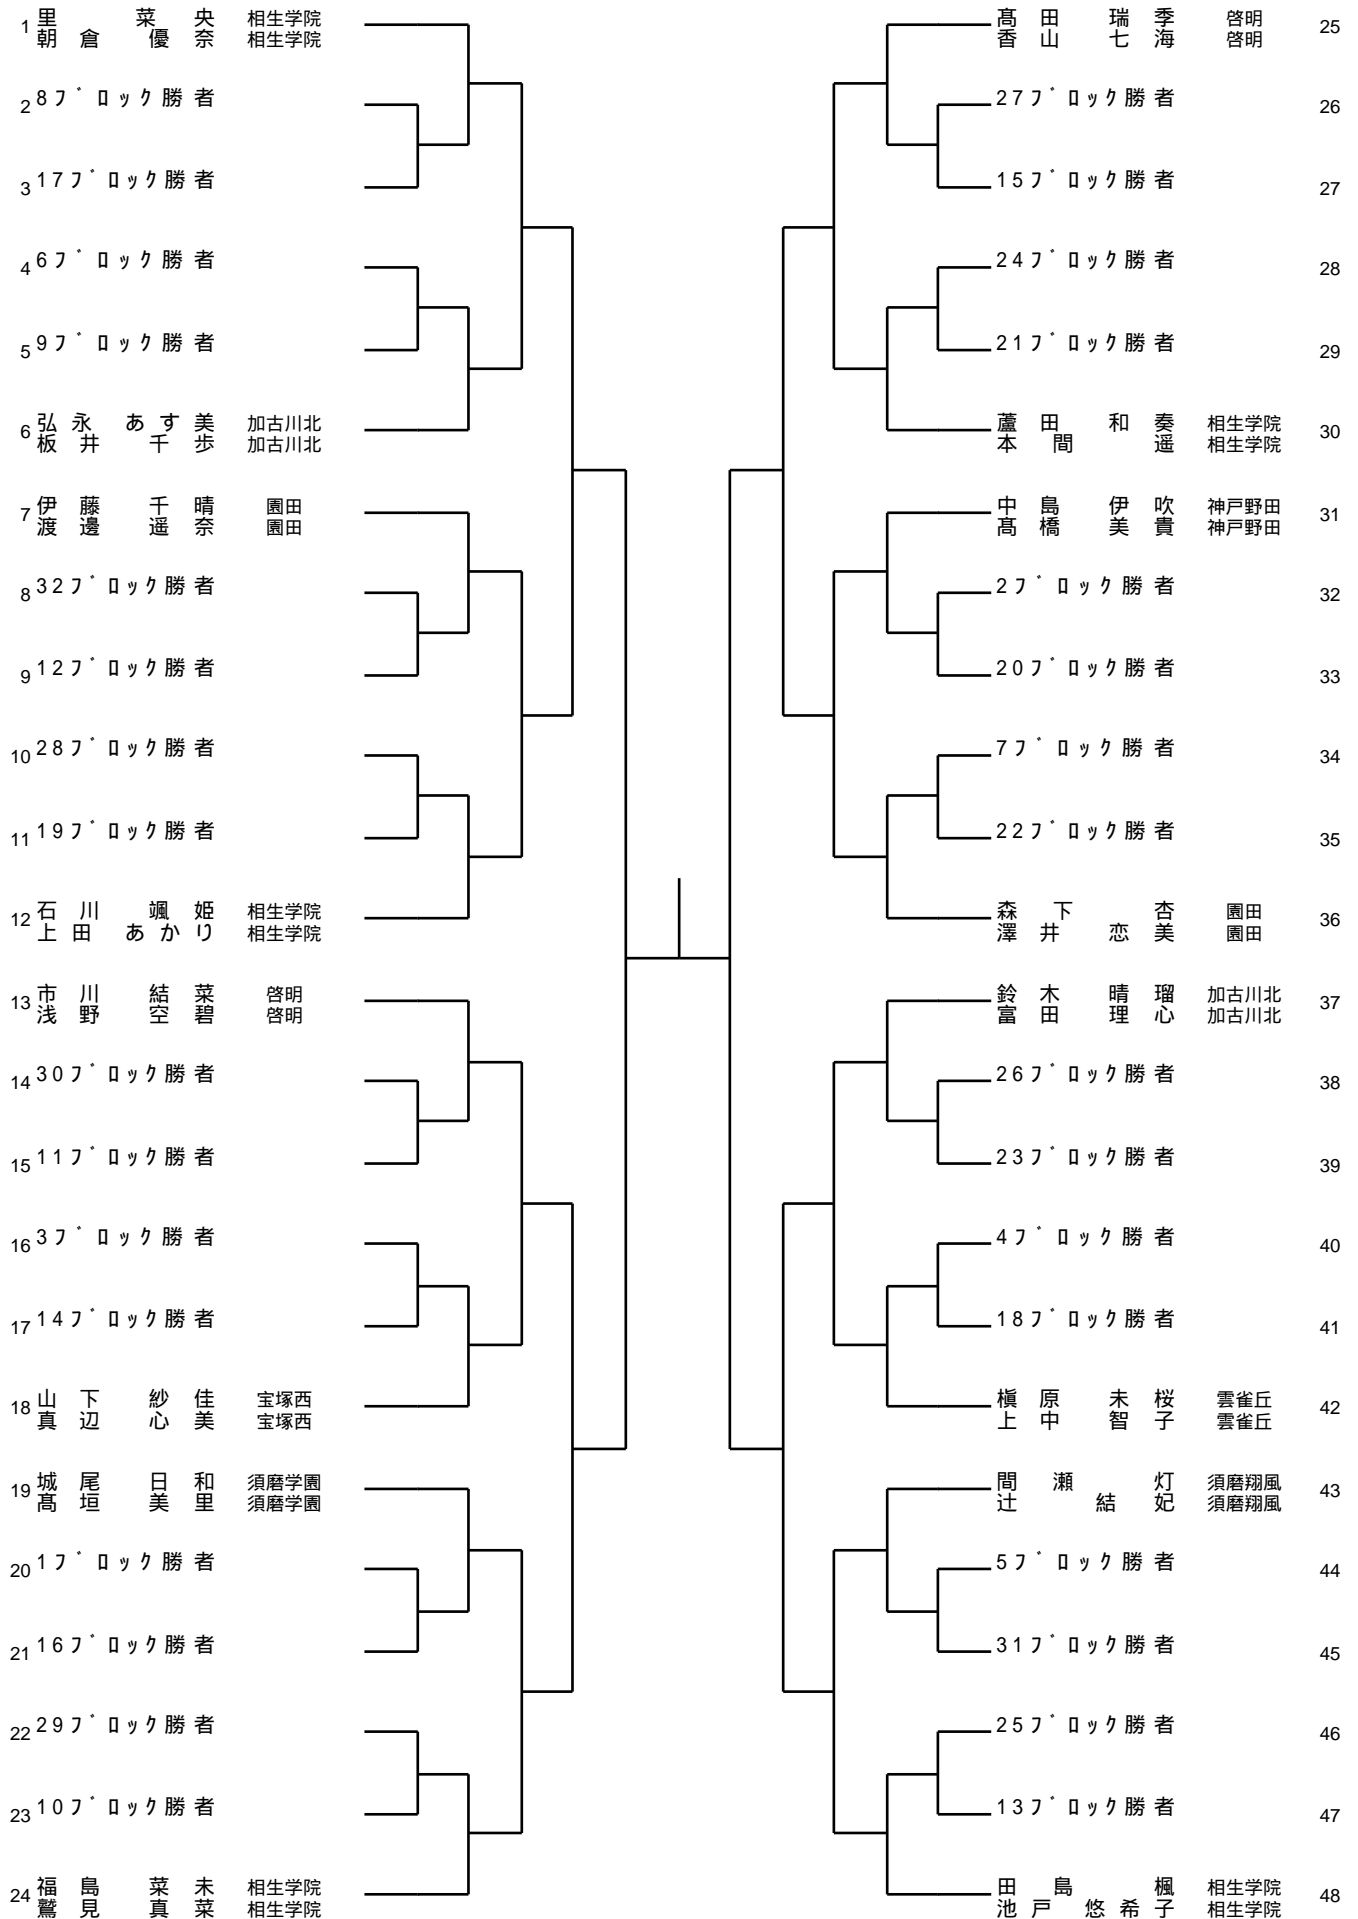 1 里 菜 央 相生学院
朝 倉 優 奈 相生学院
2 8ブロック勝者
3 17ブロック勝者
4 6ブロック勝者
5 9ブロック勝者
6 弘 永 あ す 美 加古川北
板 井 千 歩 加古川北
7 伊 藤 千 晴 園田
渡 邊 遥 奈 園田
8 32ブロック勝者
9 12ブロック勝者
10 28ブロック勝者
11 19ブロック勝者
12 石 川 颯 姫 相生学院
上 田 あ か り 相生学院
13 市 川 結 菜 啓明
浅 野 空 碧 啓明
14 30ブロック勝者
15 11ブロック勝者
16 3ブロック勝者
17 14ブロック勝者
18 山 下 紗 佳 宝塚西
真 辺 心 美 宝塚西
19 城 尾 日 和 須磨学園
髙 垣 美 里 須磨学園
20 1ブロック勝者
21 16ブロック勝者
22 29ブロック勝者
23 10ブロック勝者
24 福 島 菜 未 相生学院
鷲 見 真 菜 相生学院
髙 田 瑞 季 啓明 25
香 山 七 海 啓明
27ブロック勝者 26
15ブロック勝者 27
24ブロック勝者 28
21ブロック勝者 29
蘆 田 和 奏 相生学院 30
本 間 遥 相生学院
中 島 伊 吹 神戸野田 31
髙 橋 美 貴 神戸野田
2ブロック勝者 32
20ブロック勝者 33
7ブロック勝者 34
22ブロック勝者 35
森 下 杏 園田 36
澤 井 恋 美 園田
鈴 木 晴 瑠 加古川北 37
富 田 理 心 加古川北
26ブロック勝者 38
23ブロック勝者 39
4ブロック勝者 40
18ブロック勝者 41
槇 原 未 桜 雲雀丘 42
上 中 智 子 雲雀丘
間 瀬 灯 須磨翔風 43
辻 結 妃 須磨翔風
5ブロック勝者 44
31ブロック勝者 45
25ブロック勝者 46
13ブロック勝者 47
田 島 楓 相生学院 48
池 戸 悠 希 子 相生学院